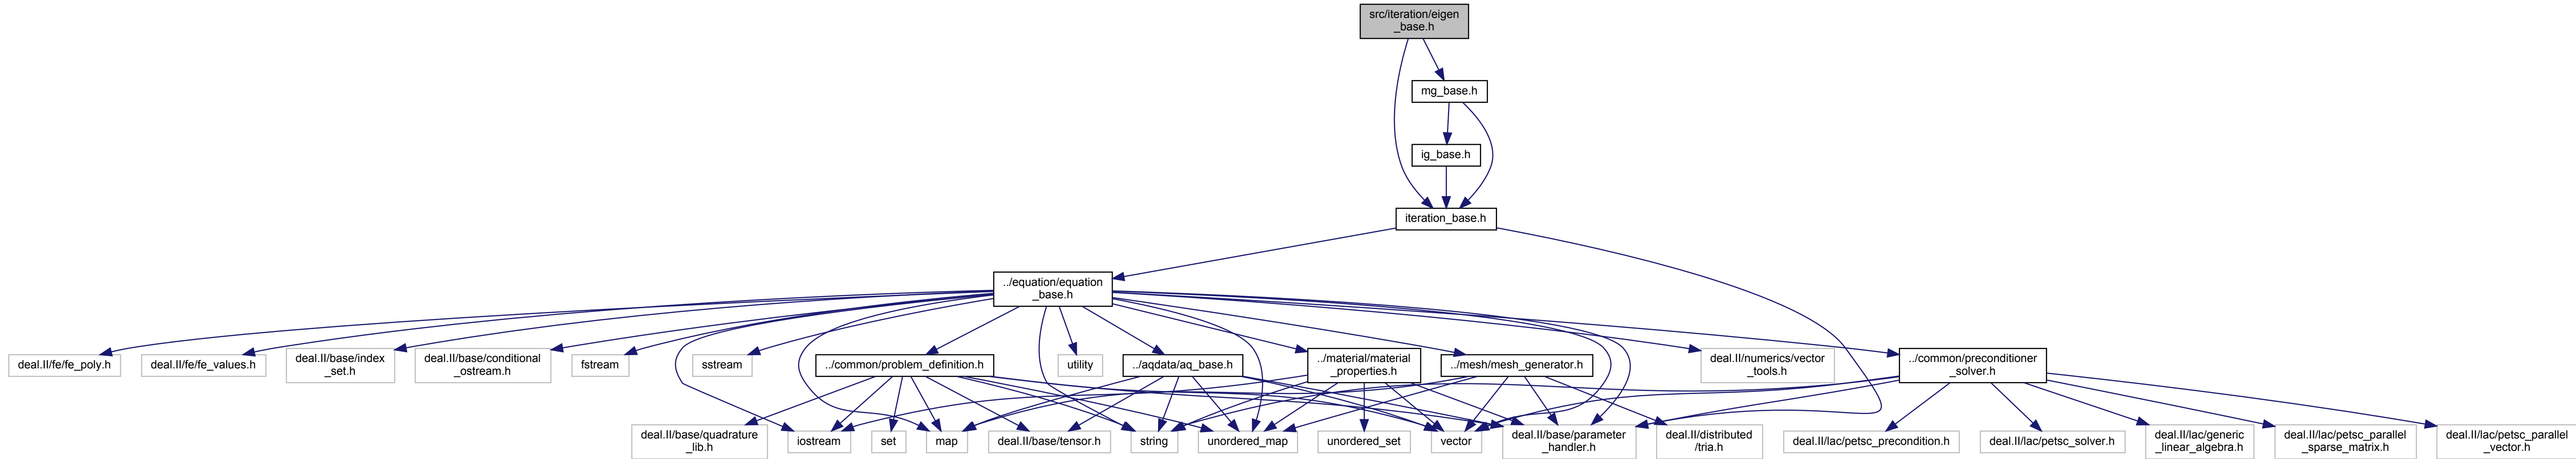 src/iteration/eigen
_base.h
mg_base.h
ig_base.h
iteration_base.h
../equation/equation
_base.h
deal.II/fe/fe_poly.h
deal.II/fe/fe_values.h
deal.II/base/index
_set.h
deal.II/base/conditional
_ostream.h
fstream
sstream
../common/problem_definition.h
utility
../aqdata/aq_base.h
../material/material
_properties.h
../mesh/mesh_generator.h
deal.II/numerics/vector
_tools.h
../common/preconditioner
_solver.h
deal.II/base/quadrature
_lib.h
iostream
set
map
deal.II/base/tensor.h
string
unordered_map
unordered_set
vector
deal.II/base/parameter
_handler.h
deal.II/distributed
/tria.h
deal.II/lac/petsc_precondition.h
deal.II/lac/petsc_solver.h
deal.II/lac/generic
_linear_algebra.h
deal.II/lac/petsc_parallel
_sparse_matrix.h
deal.II/lac/petsc_parallel
_vector.h